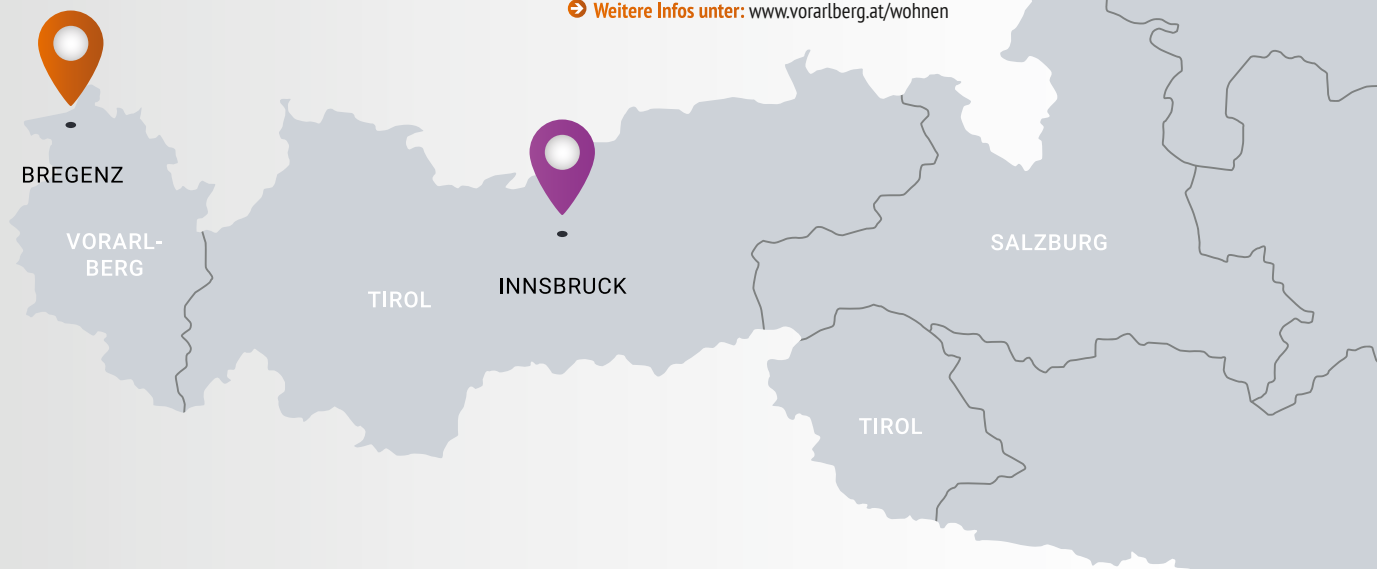 Weitere Infos unter: www.vorarlberg.at/wohnen
BREGENZ
VORARL-
BERG
TIROL
INNSBRUCK
SALZBURG
TIROL